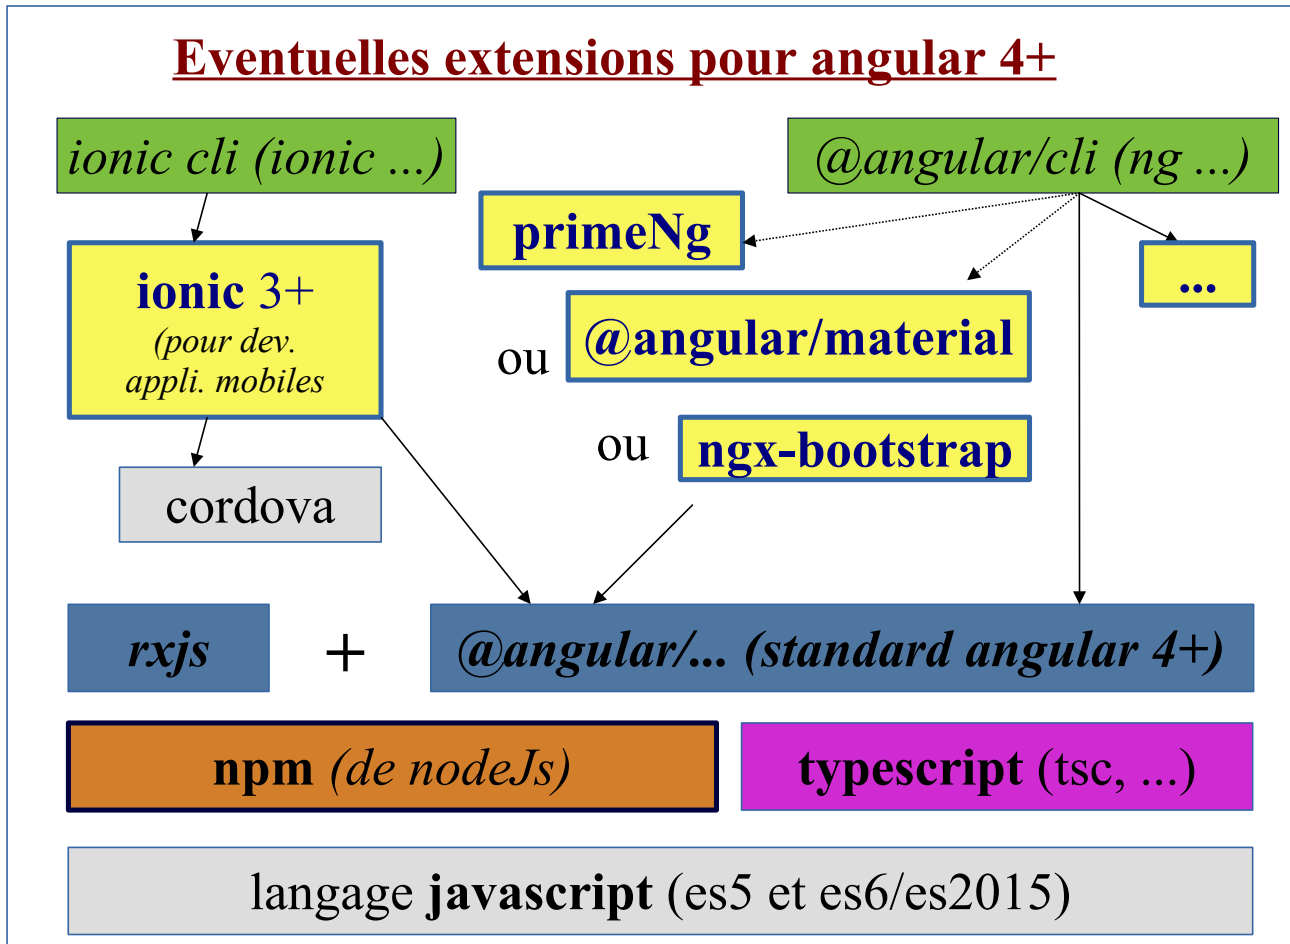 Eventuelles extensions pour angular 4+
ionic cli (ionic ...)
@angular/cli (ng ...)
primeNg
...
ionic 3+
(pour dev.
appli. mobiles
ou
@angular/material
ou
ngx-bootstrap
cordova
rxjs
+
@angular/... (standard angular 4+)
npm (de nodeJs)
typescript (tsc, ...)
langage javascript (es5 et es6/es2015)